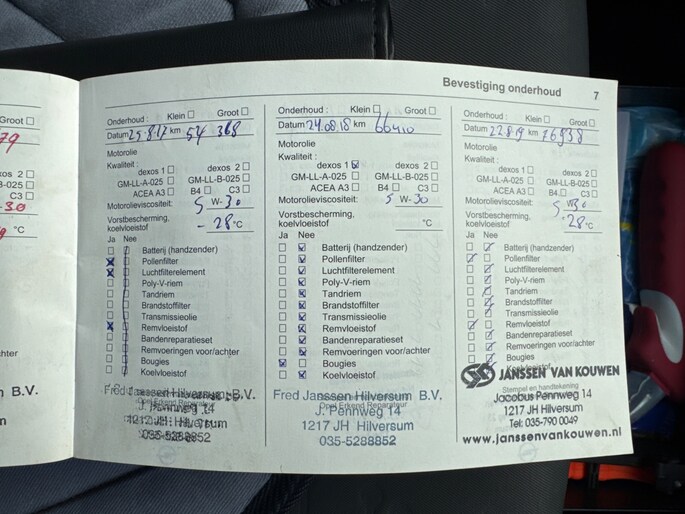 Bevestiging onderhoud 7
Groot
79
s 2
B-025
C3
-30
°C
achter
B.V.
n
Onderhoud : Klein Groot
Datum 25.8.17 km 54 368
Motorolie
Kwaliteit :
dexos 1 dexos 2
GM-LL-A-025 GM-LL-B-025
ACEA A3 B4 C3
Motorolieviscositeit: 5 W- 30
Vorstbescherming,
koelvloeistof - 28 °C
Ja Nee
Batterij (handzender)
Pollenfilter
Luchtfilterelement
Poly-V-riem
Tandriem
Brandstoffilter
Transmissieolie
Remvloeistof
Bandenreparatieset
Remvoeringen voor/achter
Bougies
Koelvloeistof
Fred Janssen Hilversum B.V.
J. Pennweg 14
1217 JH Hilversum
035-5288852
Onderhoud : Klein Groot
Datum 24.08.18 km 66410
Motorolie
Kwaliteit :
dexos 1 dexos 2
GM-LL-A-025 GM-LL-B-025
ACEA A3 B4 C3
Motorolieviscositeit: 5 W- 30
Vorstbescherming,
koelvloeistof °C
Ja Nee
Batterij (handzender)
Pollenfilter
Luchtfilterelement
Poly-V-riem
Tandriem
Brandstoffilter
Transmissieolie
Remvloeistof
Bandenreparatieset
Remvoeringen voor/achter
Bougies
Koelvloeistof
Fred Janssen Hilversum B.V.
J. Pennweg 14
1217 JH Hilversum
035-5288852
Onderhoud : Klein Groot
Datum 22.8.19 km 76938
Motorolie
Kwaliteit :
dexos 1 dexos 2
GM-LL-A-025 GM-LL-B-025
ACEA A3 B4 C3
Motorolieviscositeit: 5 W- 30
Vorstbescherming,
koelvloeistof -28 °C
Ja Nee
Batterij (handzender)
Pollenfilter
Luchtfilterelement
Poly-V-riem
Tandriem
Brandstoffilter
Transmissieolie
Remvloeistof
Bandenreparatieset
Remvoeringen voor/achter
Bougies
Koelvloeistof
JANSSEN VAN KOUWEN
Stempel en handtekening
Jacobus Pennweg 14
1217 JH Hilversum
Tel: 035-790 0049
www.janssenvankouwen.nl